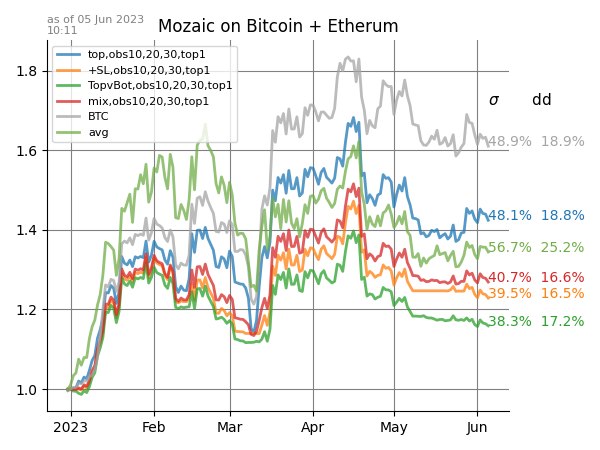 as of 05 Jun 2023
10:11
Mozaic on Bitcoin + Etherum
top,obs10,20,30,top1
+SL,obs10,20,30,top1
TopvBot,obs10,20,30,top1
mix,obs10,20,30,top1
BTC
avg
σ dd
48.9% 18.9%
48.1% 18.8%
56.7% 25.2%
40.7% 16.6%
39.5% 16.5%
38.3% 17.2%
1.8
1.6
1.4
1.2
1.0
2023 Feb Mar Apr May Jun